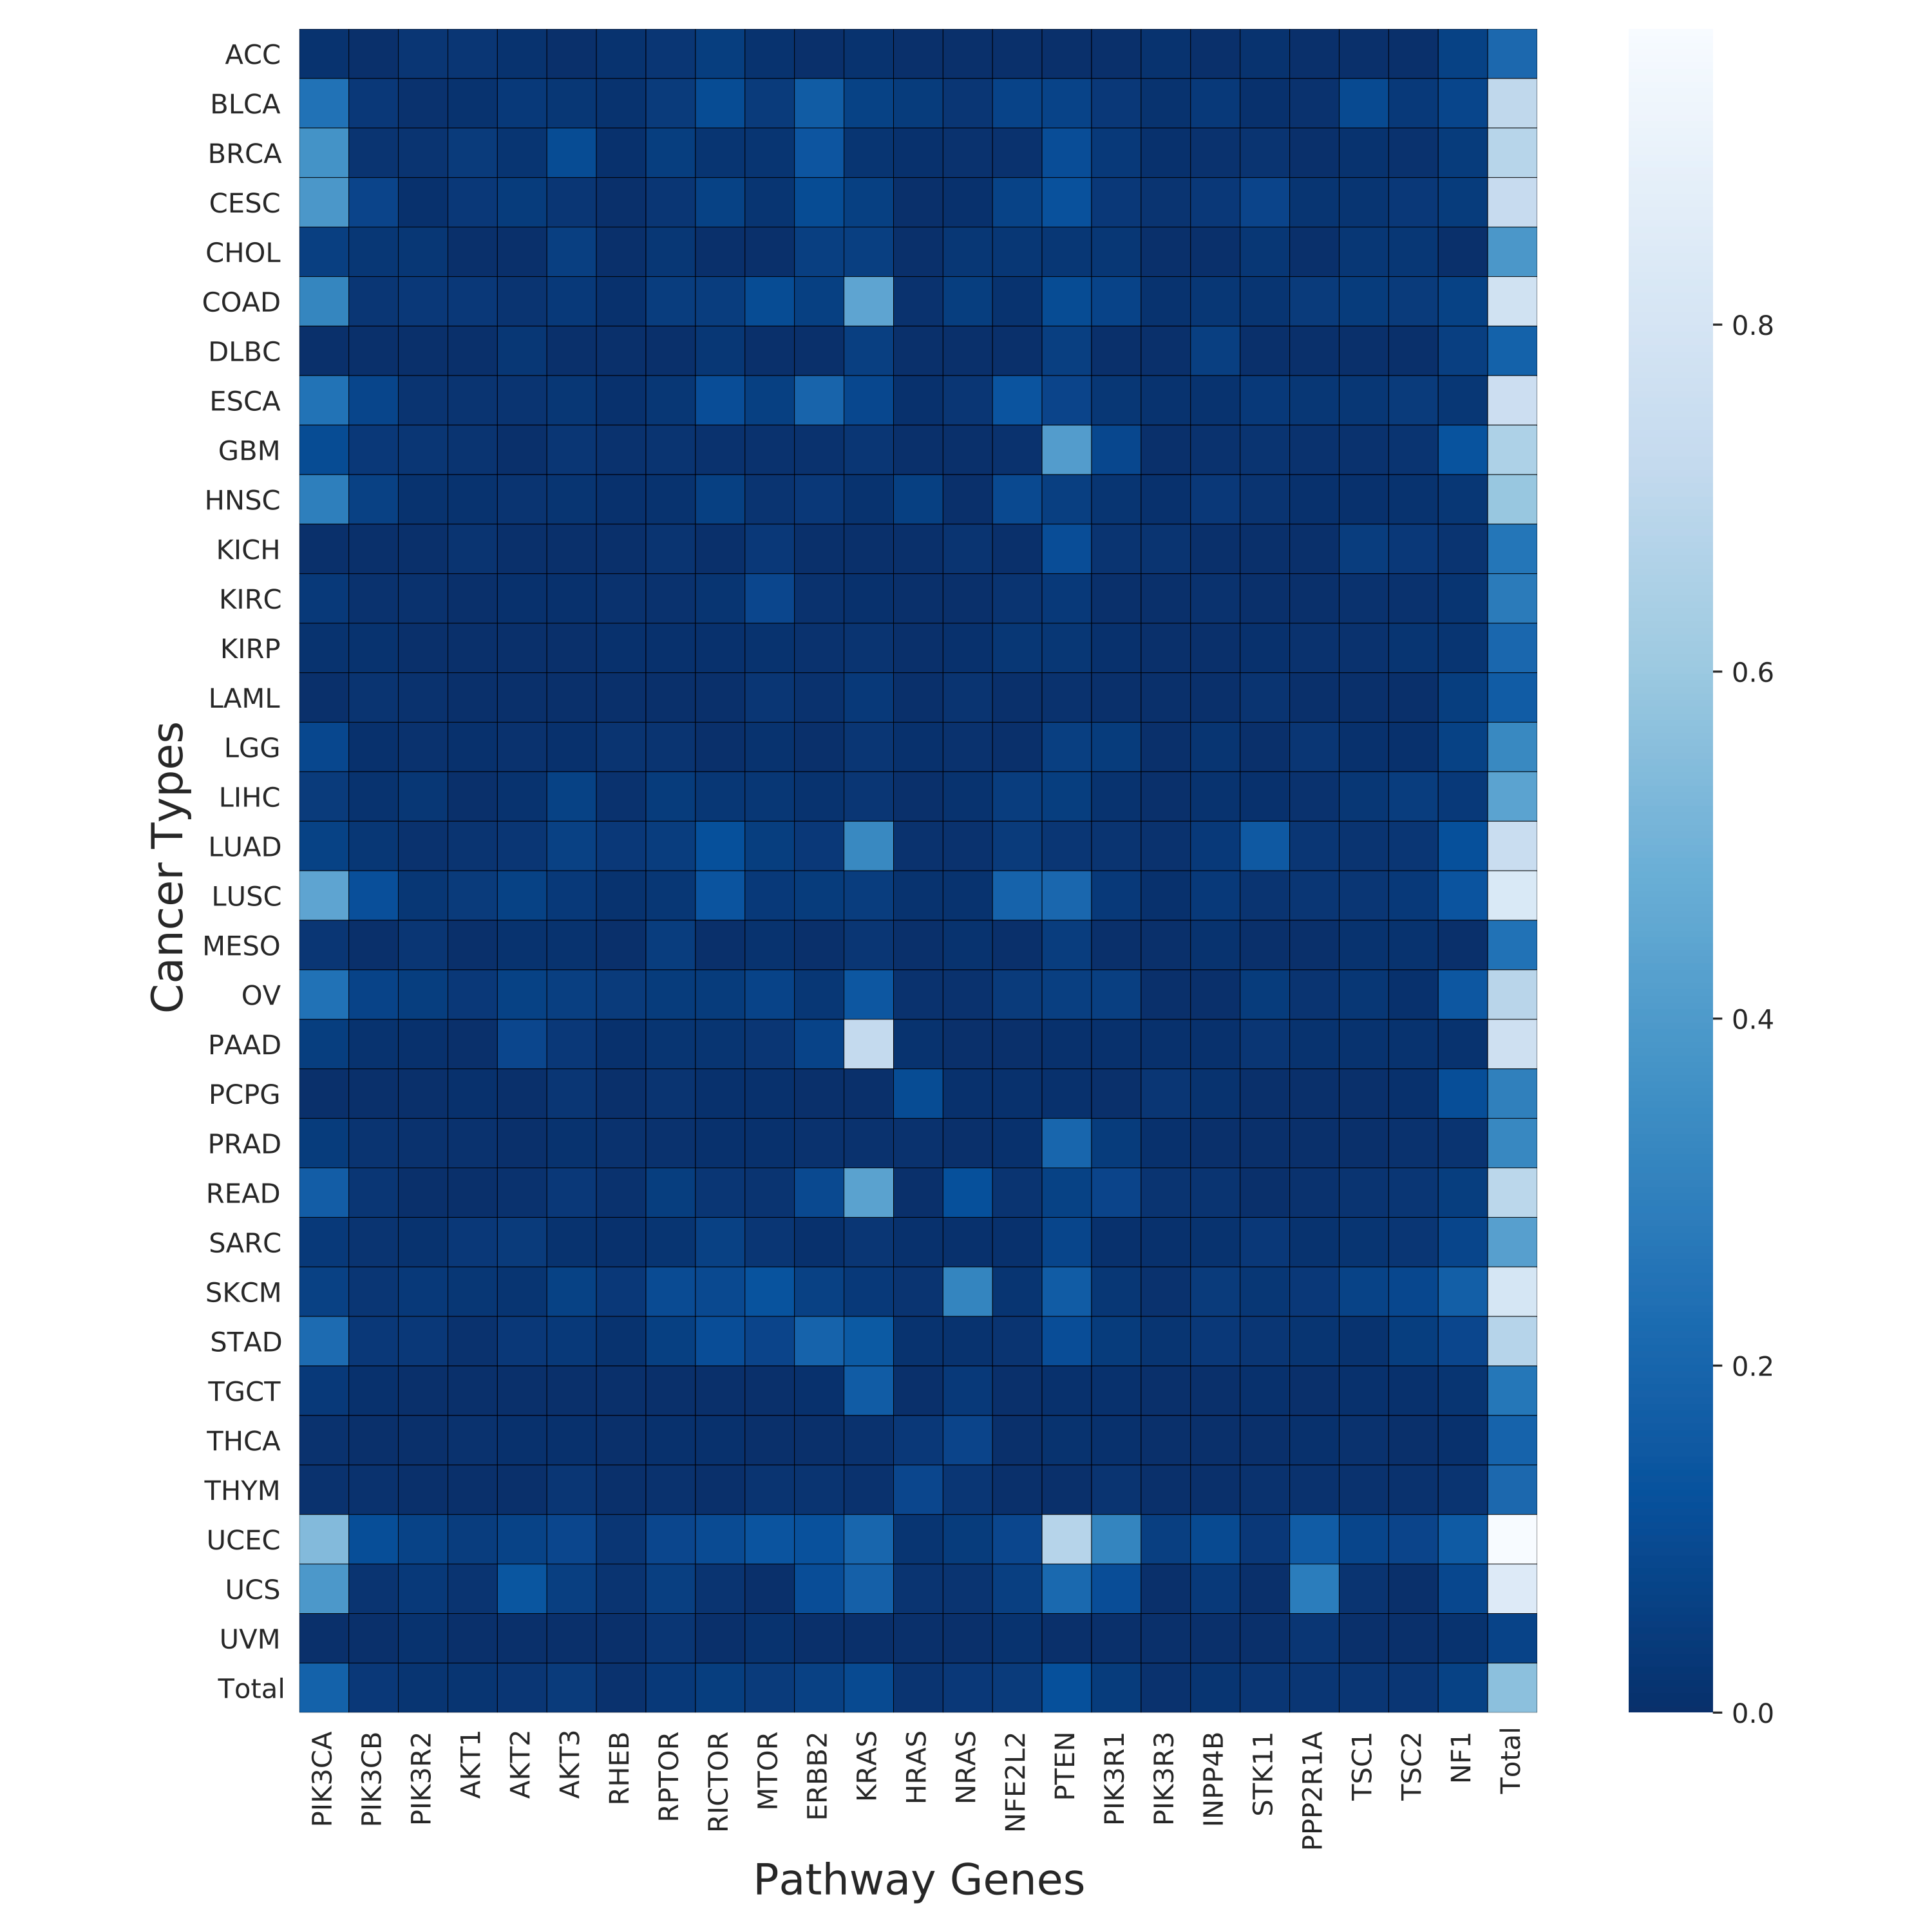 Cancer Types
ACC
BLCA
BRCA
CESC
CHOL
COAD
DLBC
ESCA
GBM
HNSC
KICH
KIRC
KIRP
LAML
LGG
LIHC
LUAD
LUSC
MESO
OV
PAAD
PCPG
PRAD
READ
SARC
SKCM
STAD
TGCT
THCA
THYM
UCEC
UCS
UVM
Total
PIK3CA
PIK3CB
PIK3R2
AKT1
AKT2
AKT3
RHEB
RPTOR
RICTOR
MTOR
ERBB2
KRAS
HRAS
NRAS
NFE2L2
PTEN
PIK3R1
PIK3R3
INPP4B
STK11
PPP2R1A
TSC1
TSC2
NF1
Total
Pathway Genes
0.8
0.6
0.4
0.2
0.0